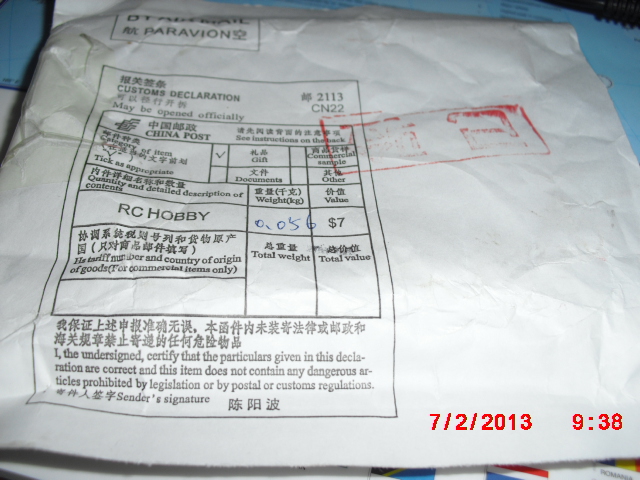 BY AIR MAIL
航 PARAVION 空
报关签条
CUSTOMS DECLARATION
可以径行开拆
May be opened officially
邮 2113
CN22
中国邮政
CHINA POST
请先阅读背面的注意事项
See instructions on the back
邮件种类
Category of item
Tick as appropriate
✓
礼品
Gift
商品货样
Commercial sample
文件
Documents
其他
Other
内件详细名称和数量
Quantity and detailed description of contents
重量(千克)
Weight(kg)
价值
Value
RC HOBBY
0.056
$7
协调系统税则号列和货物原产
国(只对商品邮件填写)
Hs tariff number and country of origin
of goods(For commercial items only)
总重量
Total weight
总价值
Total value
我保证上述申报准确无误,本函件内未装寄法律或邮政和
海关规章禁止寄递的任何危险物品
I, the undersigned, certify that the particulars given in this decla-
ration are correct and this item does not contain any dangerous ar-
ticles prohibited by legislation or by postal or customs regulations.
寄件人签字Sender's signature
陈阳波
7/2/2013 9:38